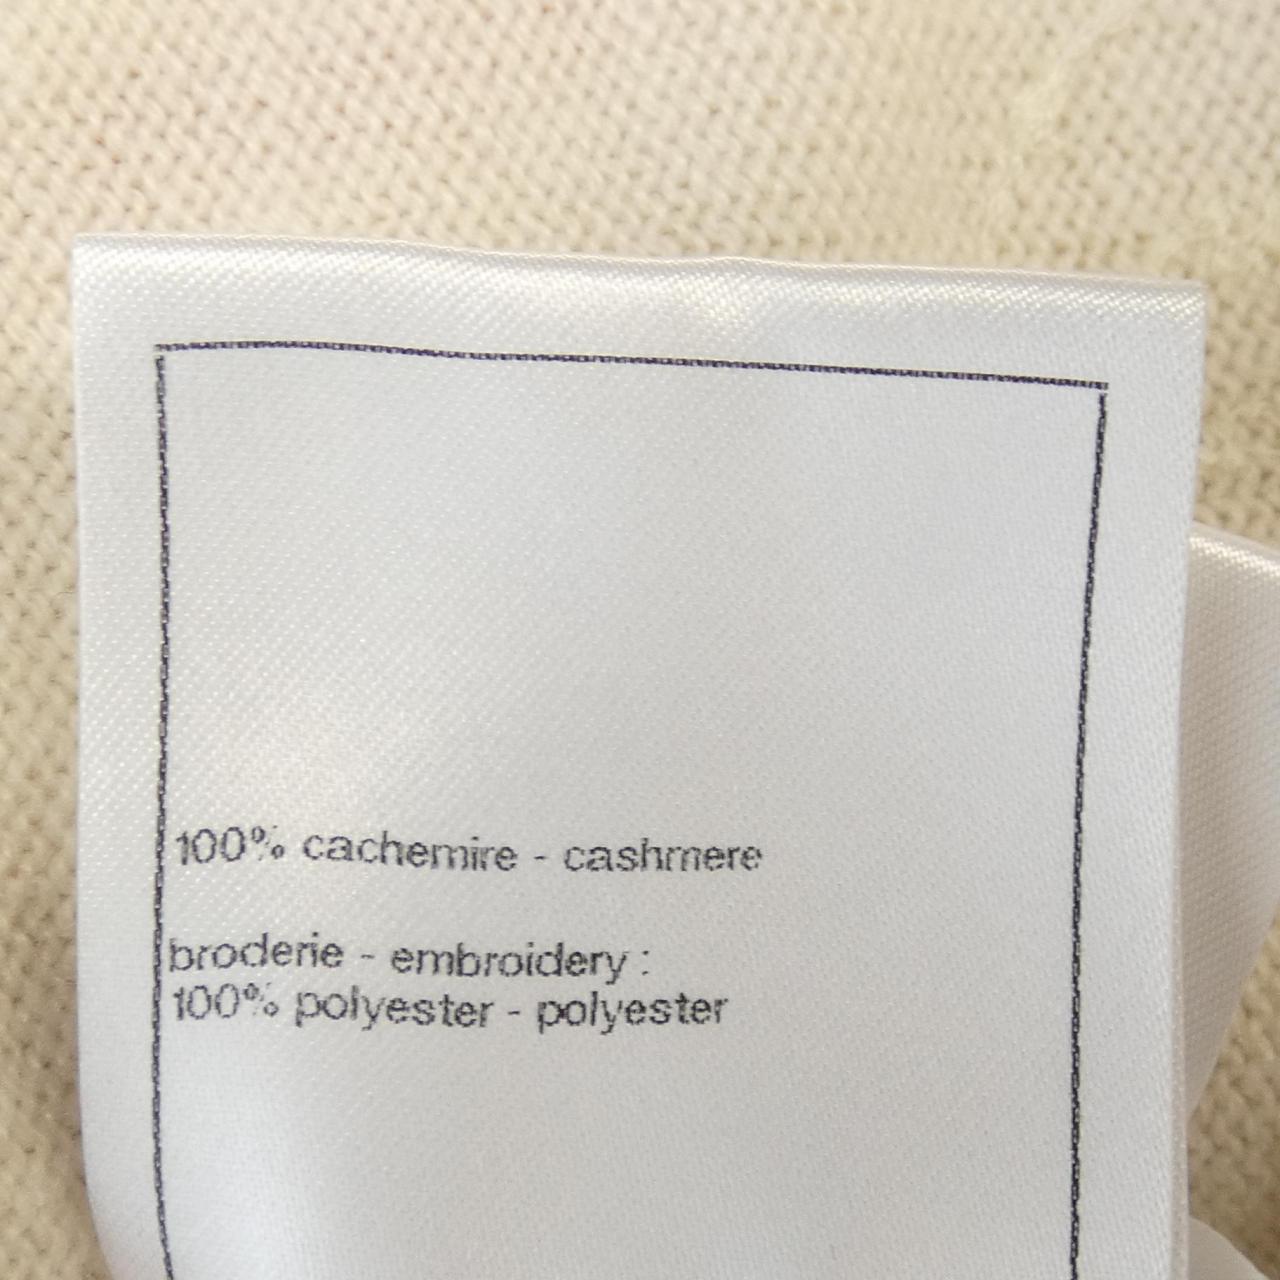 100% cachemire - cashmere
broderie - embroidery :
100% polyester - polyester